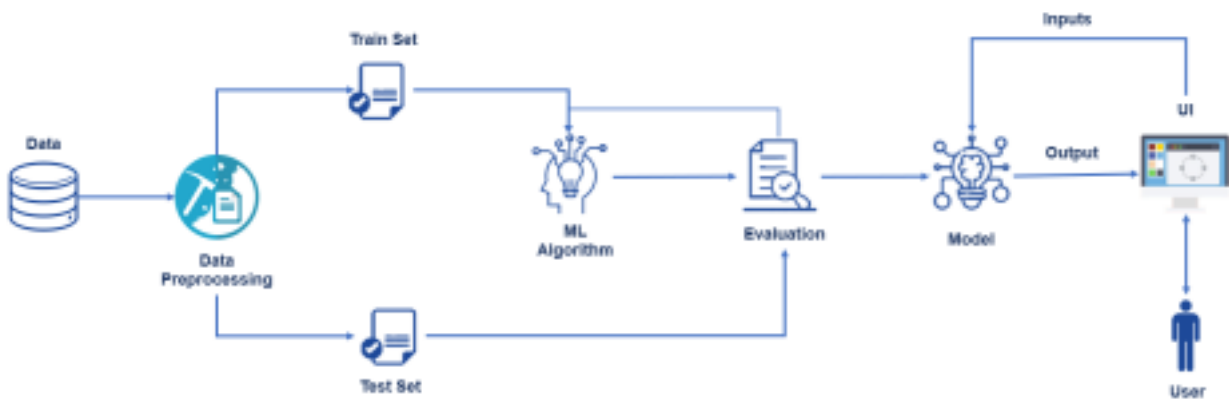 Inputs
Train Set
UI
Data
Output
ML
Algorithm
Evaluation
Model
Data
Preprocessing
Test Set
User